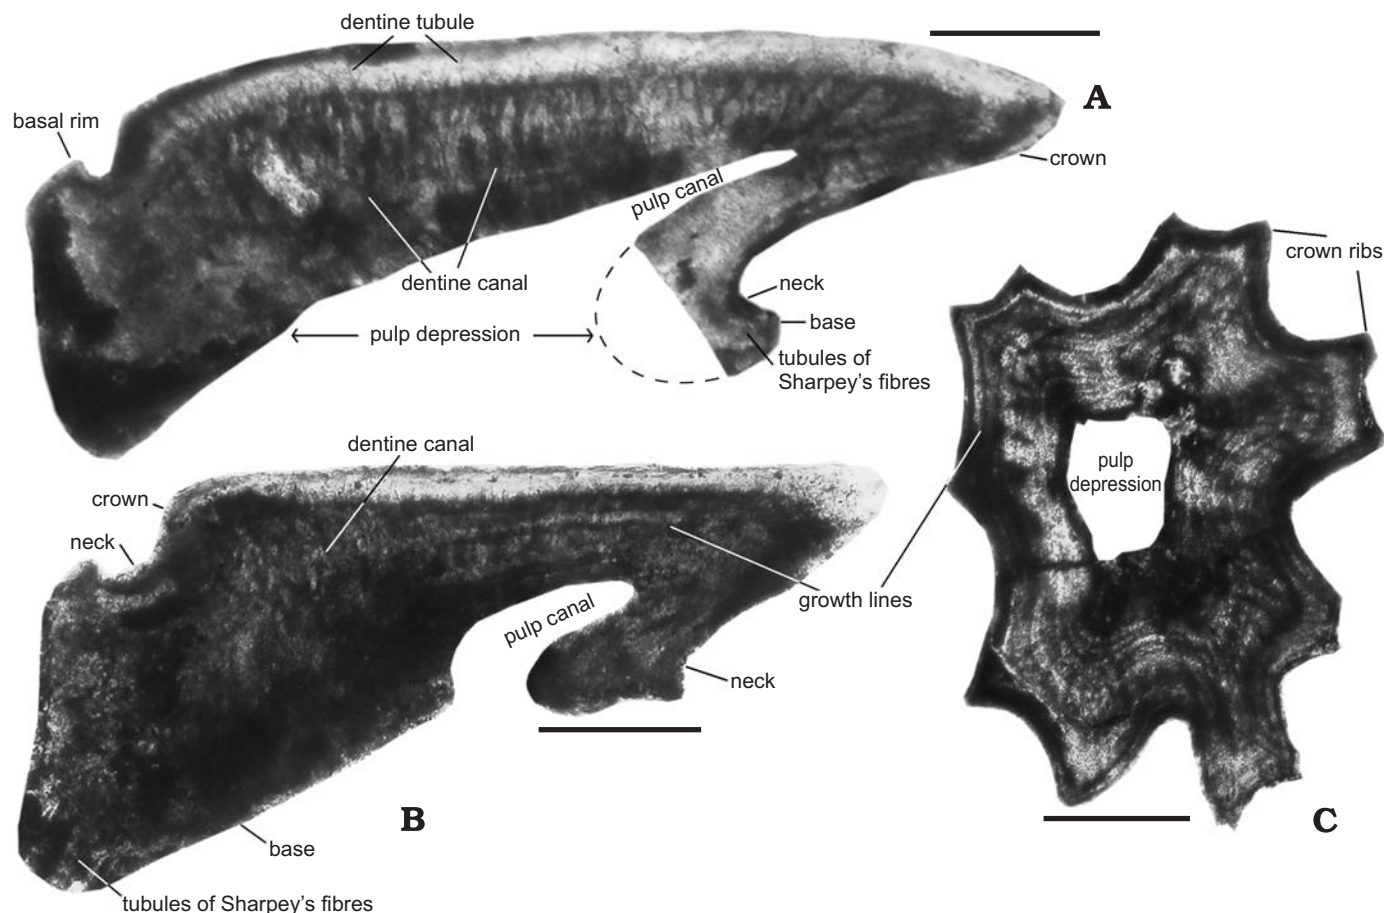 dentine tubule
basal rim
A
crown
pulp canal
crown ribs
dentine canal
neck
base
pulp depression
tubules of
Sharpey's fibres
dentine canal
crown
neck
pulp
depression
growth lines
pulp canal
neck
B
C
base
tubules of Sharpey's fibres